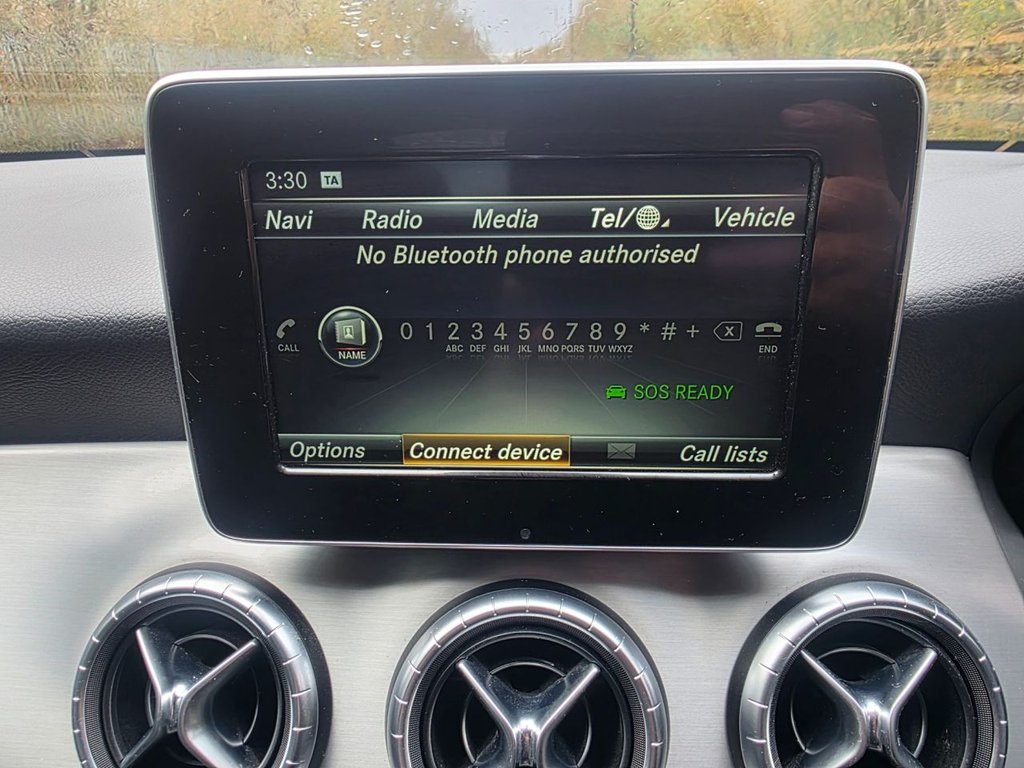 3:30 TA
Navi Radio Media Tel/ Vehicle
No Bluetooth phone authorised
0 1 2 3 4 5 6 7 8 9 * # + X
CALL NAME ABC DEF GHI JKL MNO PQRS TUV WXYZ END
SOS READY
Options Connect device Call lists